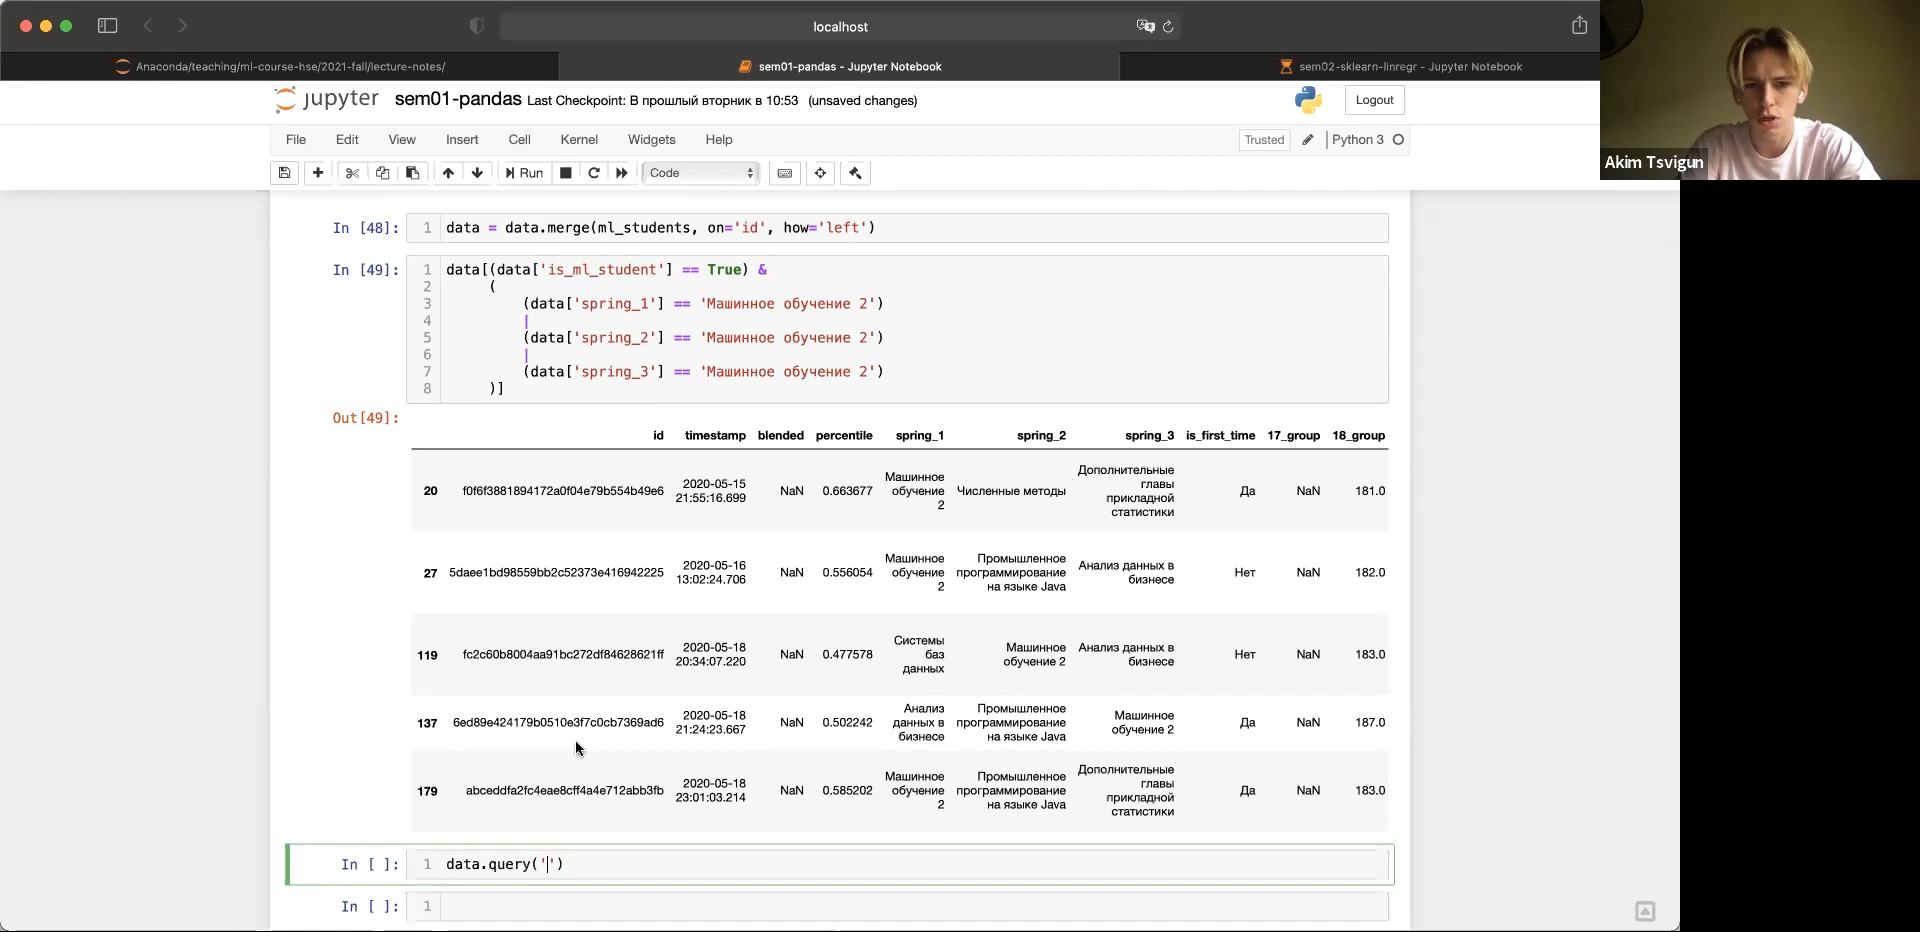 localhost
Anaconda/teaching/ml-course-hse/2021-fall/lecture-notes/
sem01-pandas - Jupyter Notebook
sem02-sklearn-linregr - Jupyter Notebook
Akim Tsvigun
jupyter sem01-pandas Last Checkpoint: В прошлый вторник в 10:53 (unsaved changes)
Logout
File Edit View Insert Cell Kernel Widgets Help
Trusted Python 3
Run Code
In [48]: 1 data = data.merge(ml_students, on='id', how='left')
In [49]: 1 data[(data['is_ml_student'] == True) &
2 (
3 (data['spring_1'] == 'Машинное обучение 2')
4 |
5 (data['spring_2'] == 'Машинное обучение 2')
6 |
7 (data['spring_3'] == 'Машинное обучение 2')
8 )]
Out[49]:
id timestamp blended percentile spring_1 spring_2 spring_3 is_first_time 17_group 18_group
20 f0f6f3881894172a0f04e79b554b49e6 2020-05-15 21:55:16.699 NaN 0.663677 Машинное обучение 2 Численные методы Дополнительные главы прикладной статистики Да NaN 181.0
27 5daee1bd98559bb2c52373e416942225 2020-05-16 13:02:24.706 NaN 0.556054 Машинное обучение 2 Промышленное программирование на языке Java Анализ данных в бизнесе Нет NaN 182.0
119 fc2c60b8004aa91bc272df84628621ff 2020-05-18 20:34:07.220 NaN 0.477578 Системы баз данных Машинное обучение 2 Анализ данных в бизнесе Нет NaN 183.0
137 6ed89e424179b0510e3f7c0cb7369ad6 2020-05-18 21:24:23.667 NaN 0.502242 Анализ данных в бизнесе Промышленное программирование на языке Java Машинное обучение 2 Да NaN 187.0
179 abceddfa2fc4eae8cff4a4e712abb3fb 2020-05-18 23:01:03.214 NaN 0.585202 Машинное обучение 2 Промышленное программирование на языке Java Дополнительные главы прикладной статистики Да NaN 183.0
In [ ]: 1 data.query('')
In [ ]: 1